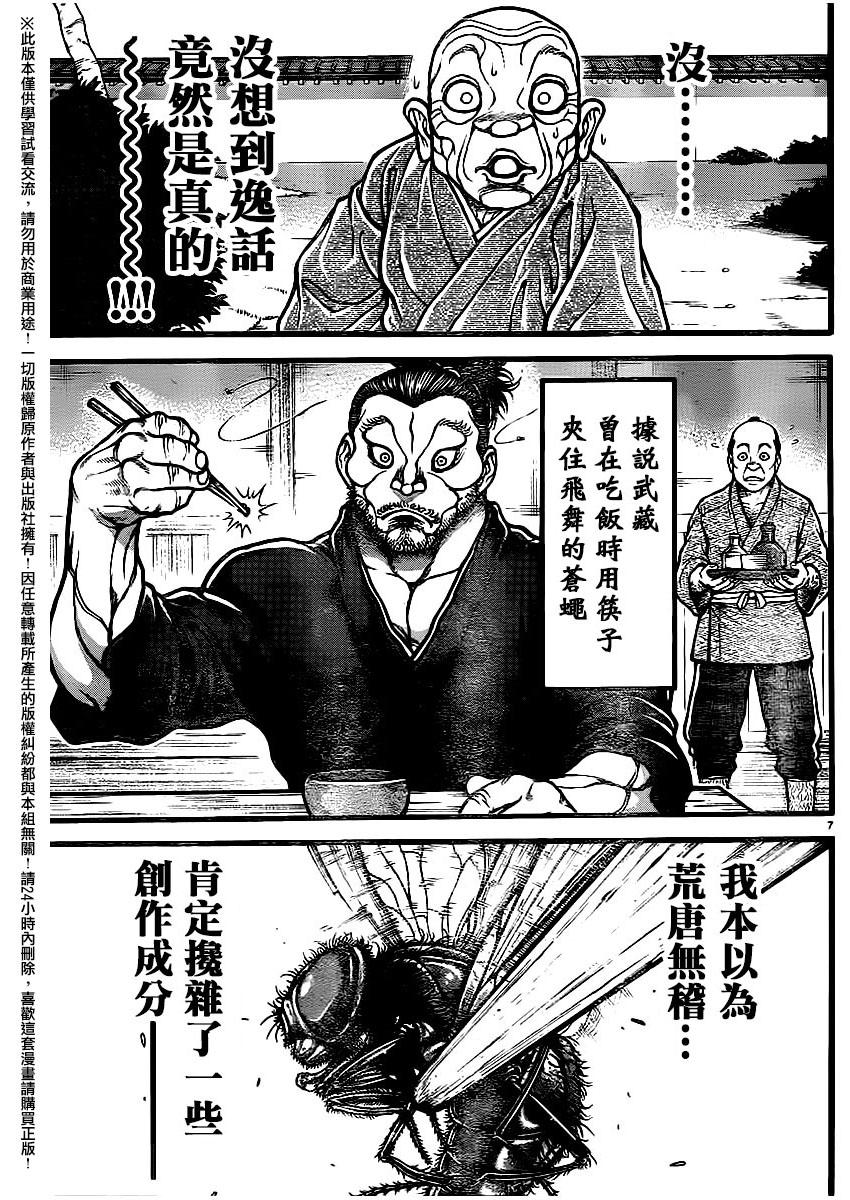 沒………
沒想到逸話
竟然是真的
～～～～!!!
據説武藏
曾在吃飯時用筷子
夾住飛舞的蒼蠅
7
我本以為
荒唐無稽…
肯定攙雜了一些
創作成分——
※此版本僅供學習試看交流，請勿用於商業用途！一切版權歸原作者與出版社擁有！因任意轉載所產生的版權糾紛都與本組無關！請24小時內刪除，喜歡這套漫畫請購買正版！